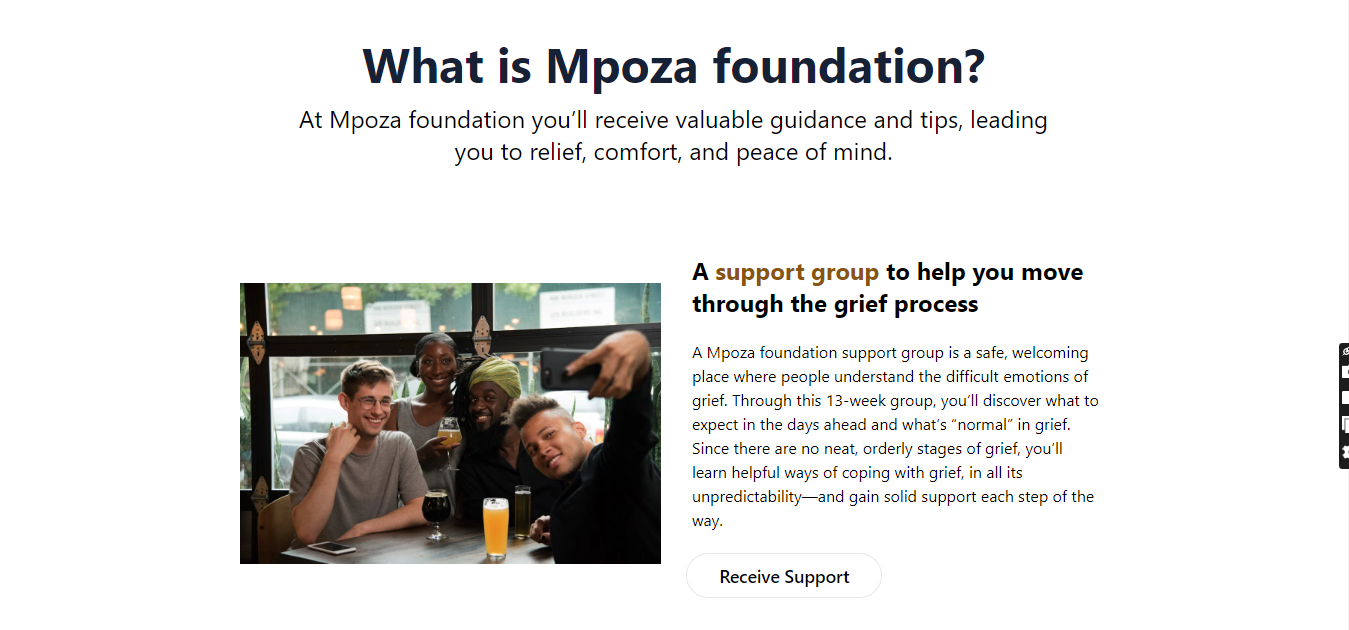 What is Mpoza foundation?
At Mpoza foundation you’ll receive valuable guidance and tips, leading
you to relief, comfort, and peace of mind.
A support group to help you move
through the grief process
A Mpoza foundation support group is a safe, welcoming
place where people understand the difficult emotions of
grief. Through this 13-week group, you’ll discover what to
expect in the days ahead and what’s “normal” in grief.
Since there are no neat, orderly stages of grief, you’ll
learn helpful ways of coping with grief, in all its
unpredictability—and gain solid support each step of the
way.
Receive Support